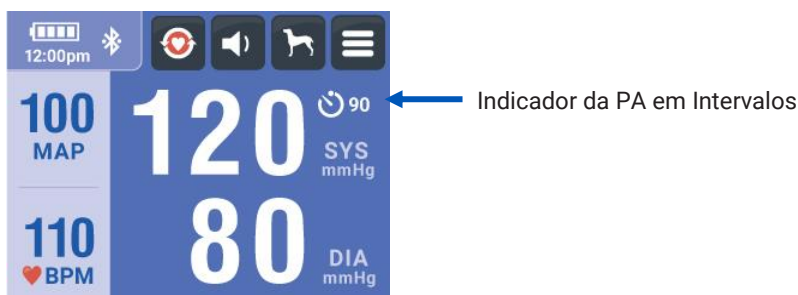 12:00pm
100
MAP
110
BPM
120
90
SYS
mmHg
80
DIA
mmHg
Indicador da PA em Intervalos